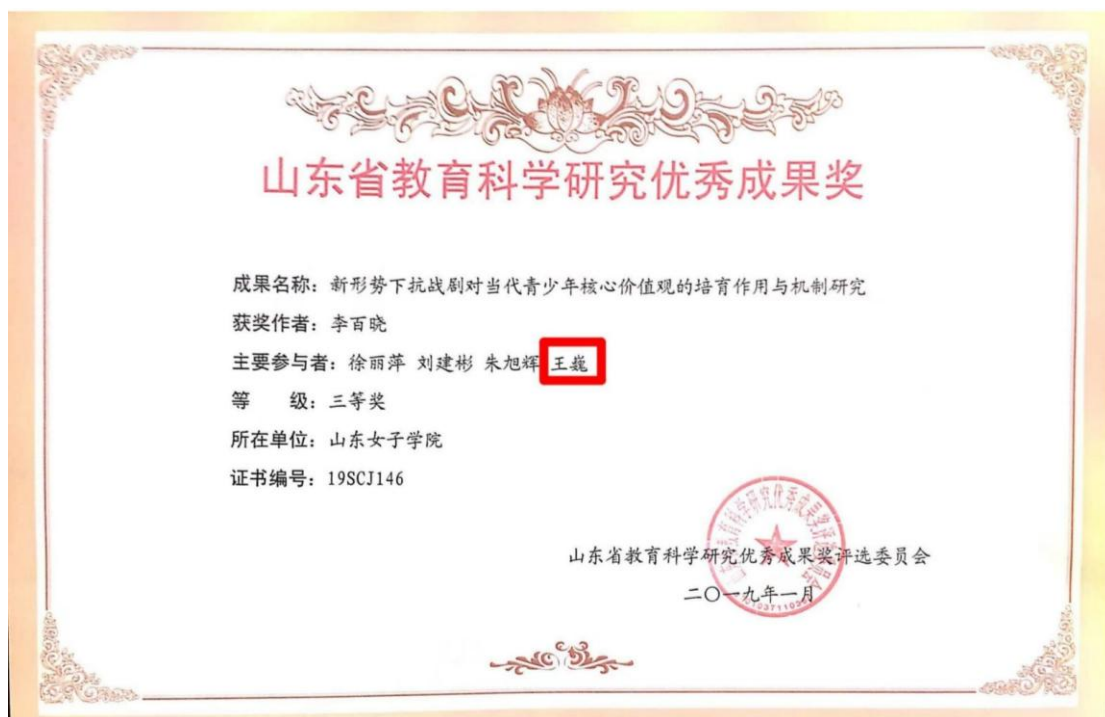 山东省教育科学研究优秀成果奖
成果名称：新形势下抗战剧对当代青少年核心价值观的培育作用与机制研究
获奖作者：李百晓
主要参与者：徐丽萍 刘建彬 朱旭辉 王巍
等 级：三等奖
所在单位：山东女子学院
证书编号：19SCJ146
山东省教育科学研究优秀成果奖评选委员会
二〇一九年一月